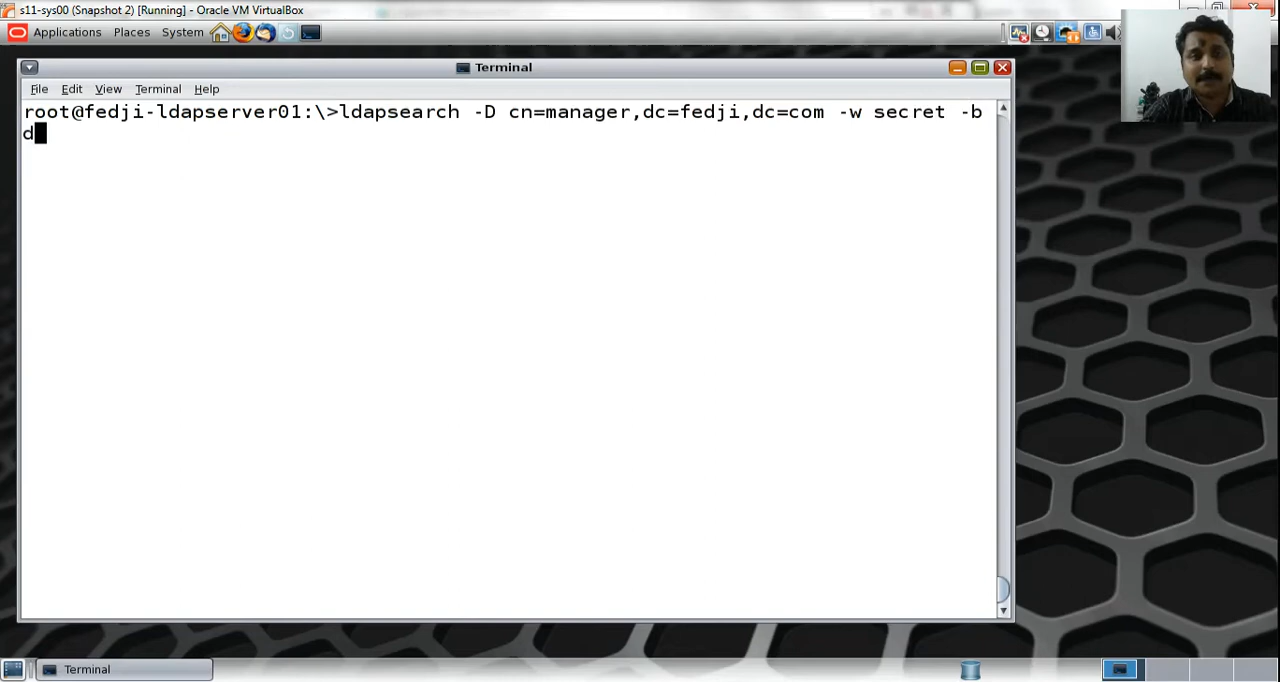 s11-sys00 (Snapshot 2) [Running] - Oracle VM VirtualBox
Applications Places System
Terminal
File Edit View Terminal Help
root@fedji-ldapserver01:\>ldapsearch -D cn=manager,dc=fedji,dc=com -w secret -b
d
Terminal